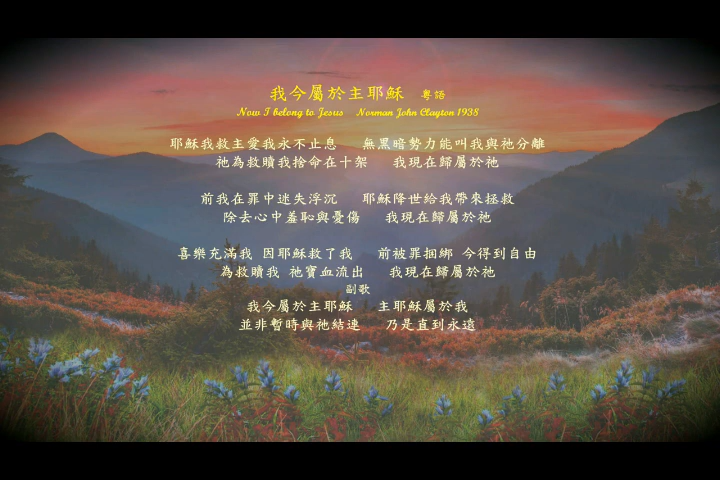 我今屬於主耶穌 粵語
Now I belong to Jesus Norman John Clayton 1938
耶穌我救主愛我永不止息 無黑暗勢力能叫我與祂分離
祂為救贖我捨命在十架 我現在歸屬於祂
前我在罪中迷失浮沉 耶穌降世給我帶來拯救
除去心中羞恥與憂傷 我現在歸屬於祂
喜樂充滿我 因耶穌救了我 前被罪捆綁 今得到自由
為救贖我 祂寶血流出 我現在歸屬於祂
副歌
我今屬於主耶穌 主耶穌屬於我
並非暫時與祂結連 乃是直到永遠